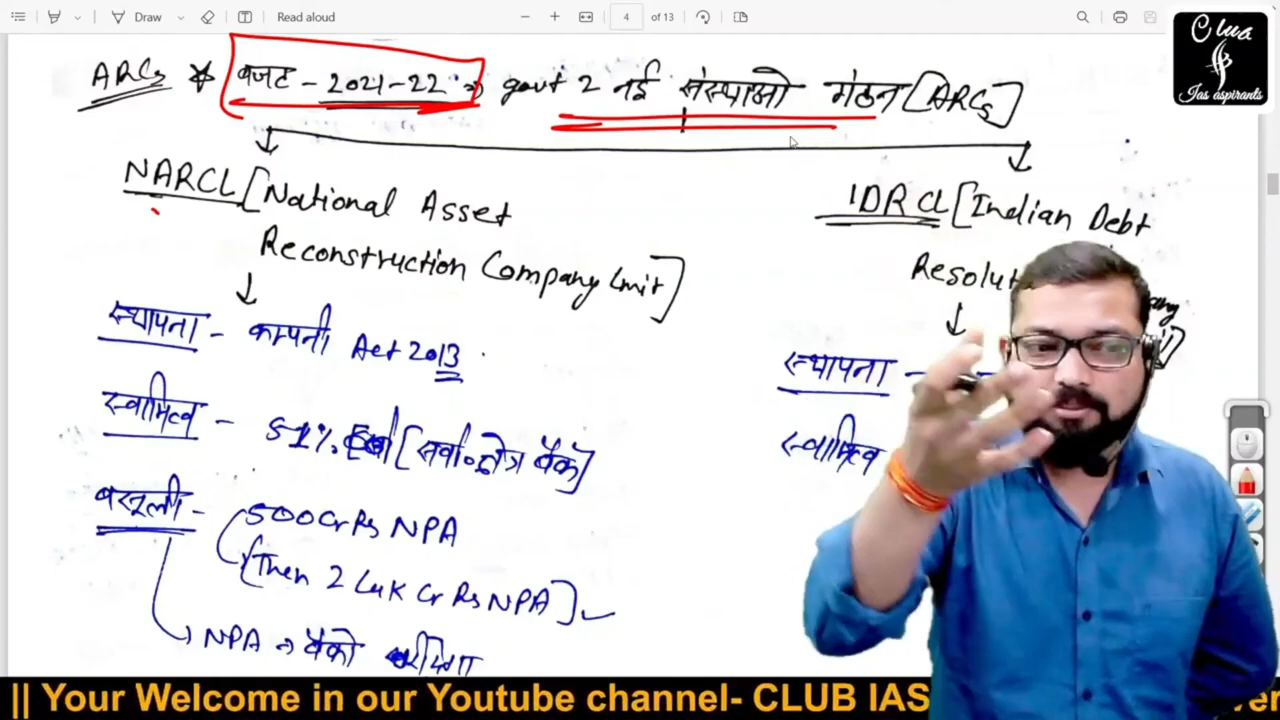 Draw
Read aloud
4
of 13
Club
Ias aspirants
ARCs * बजट - 2021-22 => govt 2 नई संस्थाओ गठन [ARCs]
NARCL [National Asset
Reconstruction Company Limit]
IDRCL [Indian Debt
स्थापना - कम्पनी Act 2013
स्वामित्व - 51% [सर्वा. क्षेत्र बैंक]
वसूली - 500 Cr Rs NPA
(Then 2 Lak Cr Rs NPA]
NPA => बैंको
स्थापना -
स्वामित्व
|| Your Welcome in our Youtube channel- CLUB IAS